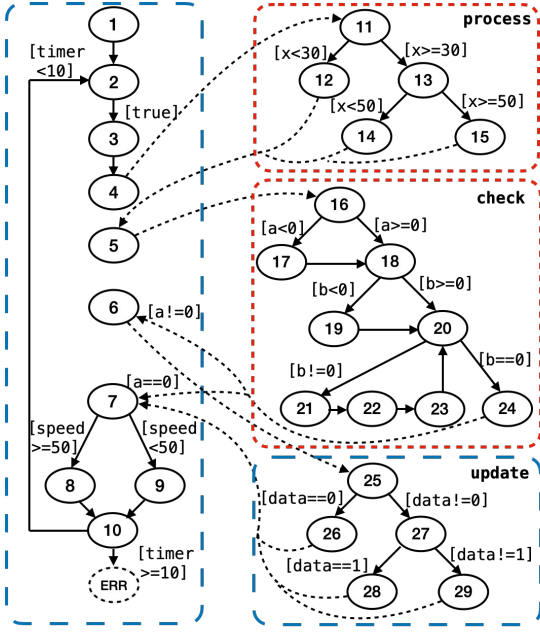 1
[timer
<10]
2
[true]
3
4
5
6
[a!=0]
[a==0]
7
[speed
>=50]
[speed
<50]
8
9
10
[timer
>=10]
ERR
process
11
[x<30]
[x>=30]
12
13
[x<50]
[x>=50]
14
15
check
16
[a<0]
[a>=0]
17
18
[b<0]
[b>=0]
19
20
[b!=0]
[b==0]
21
22
23
24
update
25
[data==0]
[data!=0]
26
27
[data==1]
[data!=1]
28
29